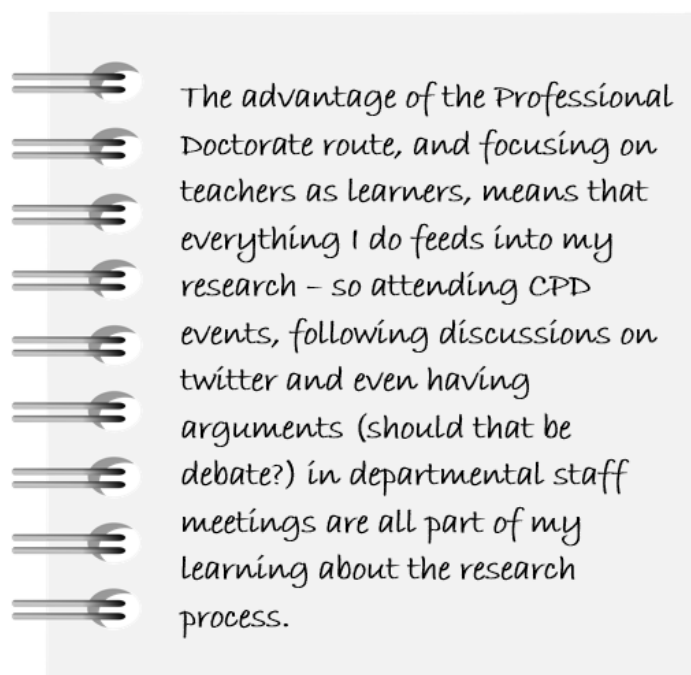 The advantage of the Professional
Doctorate route, and focusing on
teachers as learners, means that
everything I do feeds into my
research – so attending CPD
events, following discussions on
twitter and even having
arguments (should that be
debate?) in departmental staff
meetings are all part of my
learning about the research
process.